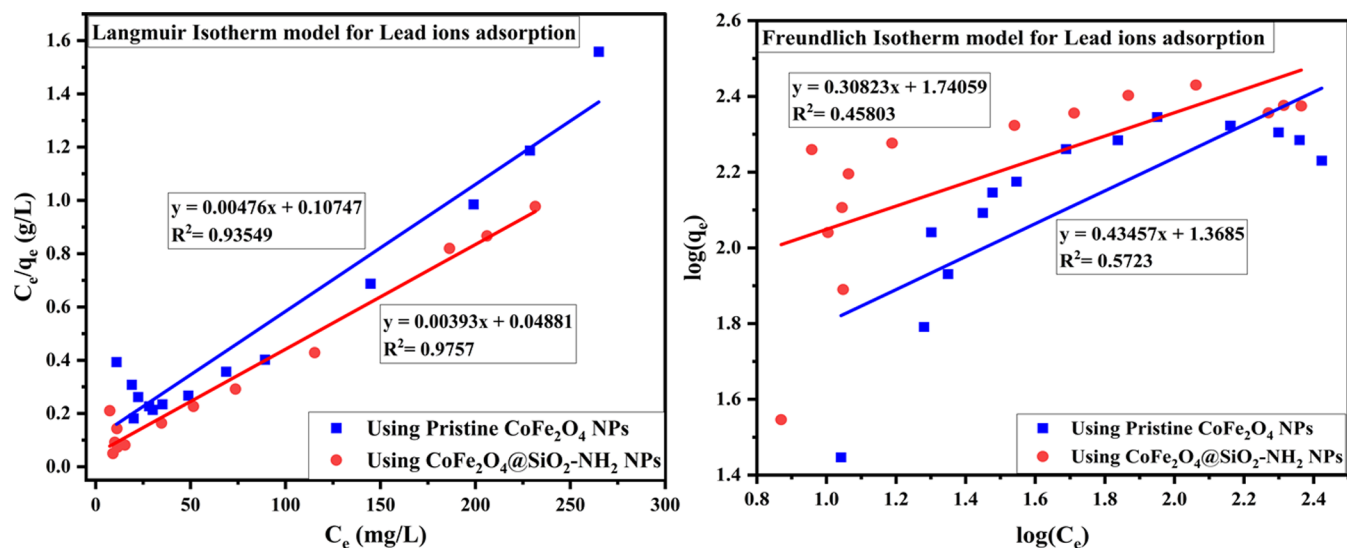 Langmuir Isotherm model for Lead ions adsorption
1.6
1.4
1.2
1.0
0.8
0.6
0.4
0.2
0.0
Cₑ/qₑ (g/L)
y = 0.00476x + 0.10747
R²= 0.93549
y = 0.00393x + 0.04881
R²= 0.9757
Using Pristine CoFe₂O₄ NPs
Using CoFe₂O₄@SiO₂-NH₂ NPs
0 50 100 150 200 250 300
Cₑ (mg/L)
Freundlich Isotherm model for Lead ions adsorption
2.6
2.4
2.2
2.0
1.8
1.6
1.4
log(qₑ)
y = 0.30823x + 1.74059
R²= 0.45803
y = 0.43457x + 1.3685
R²= 0.5723
Using Pristine CoFe₂O₄ NPs
Using CoFe₂O₄@SiO₂-NH₂ NPs
0.8 1.0 1.2 1.4 1.6 1.8 2.0 2.2 2.4
log(Cₑ)